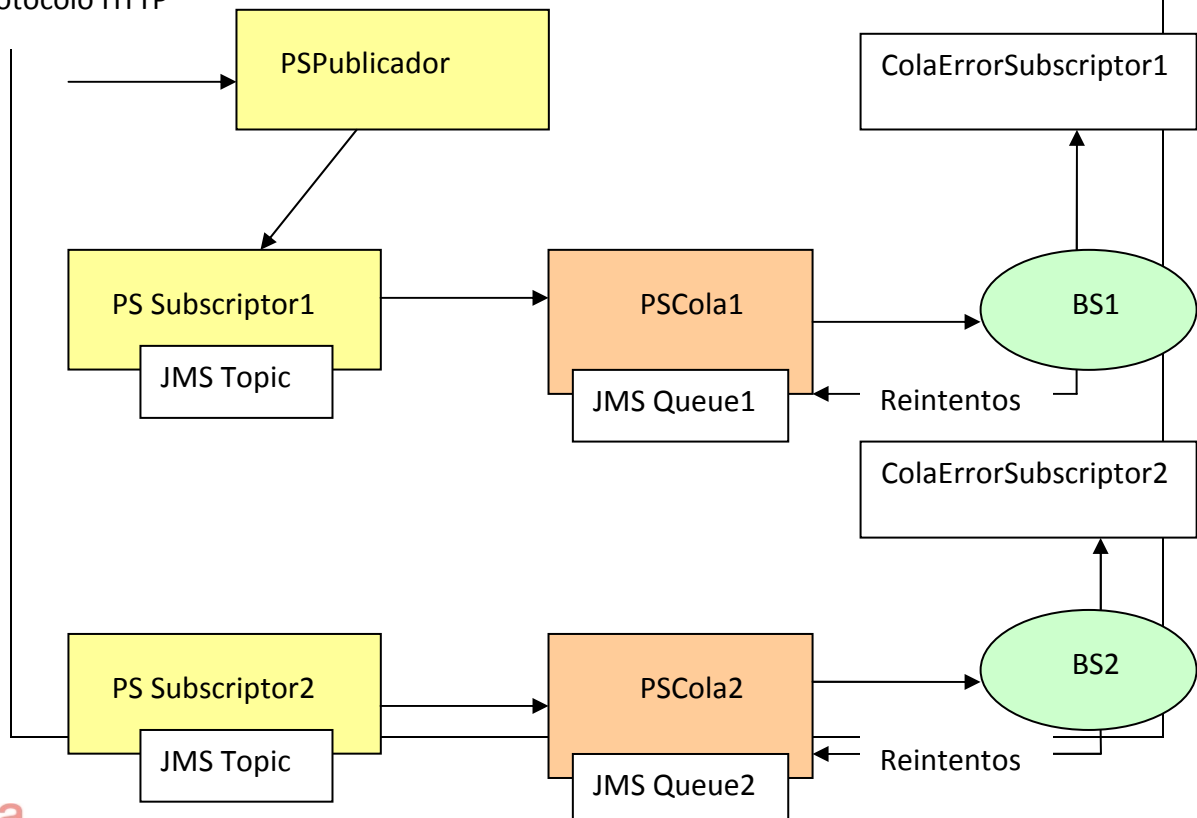 HTTP
PSPublicador
ColaErrorSubscriptor1
PS Subscriptor1
PSCola1
BS1
JMS Topic
JMS Queue1
Reintentos
ColaErrorSubscriptor2
PS Subscriptor2
PSCola2
BS2
JMS Topic
JMS Queue2
Reintentos